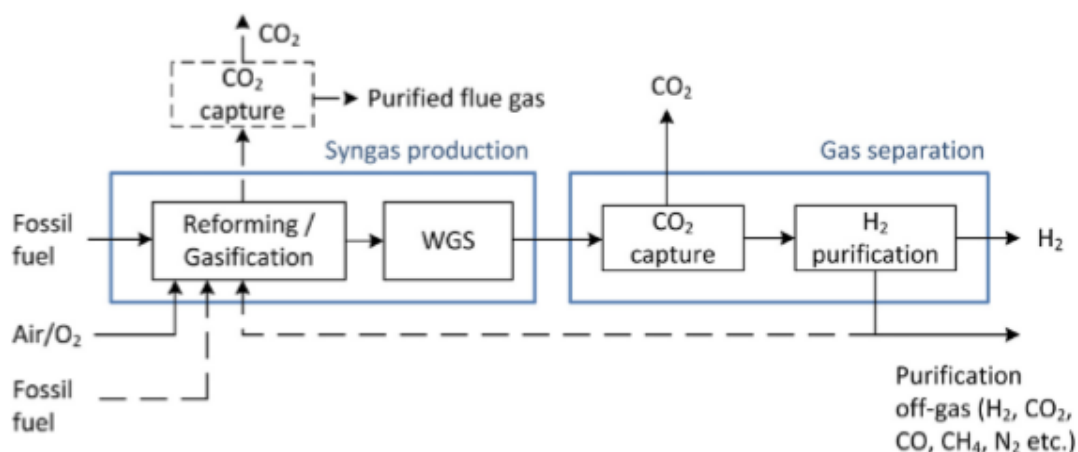 CO₂
CO₂
capture
Purified flue gas
CO₂
Syngas production
Gas separation
Fossil
fuel
Reforming /
Gasification
WGS
CO₂
capture
H₂
purification
H₂
Air/O₂
Fossil
fuel
Purification
off-gas (H₂, CO₂,
CO, CH₄, N₂ etc.)